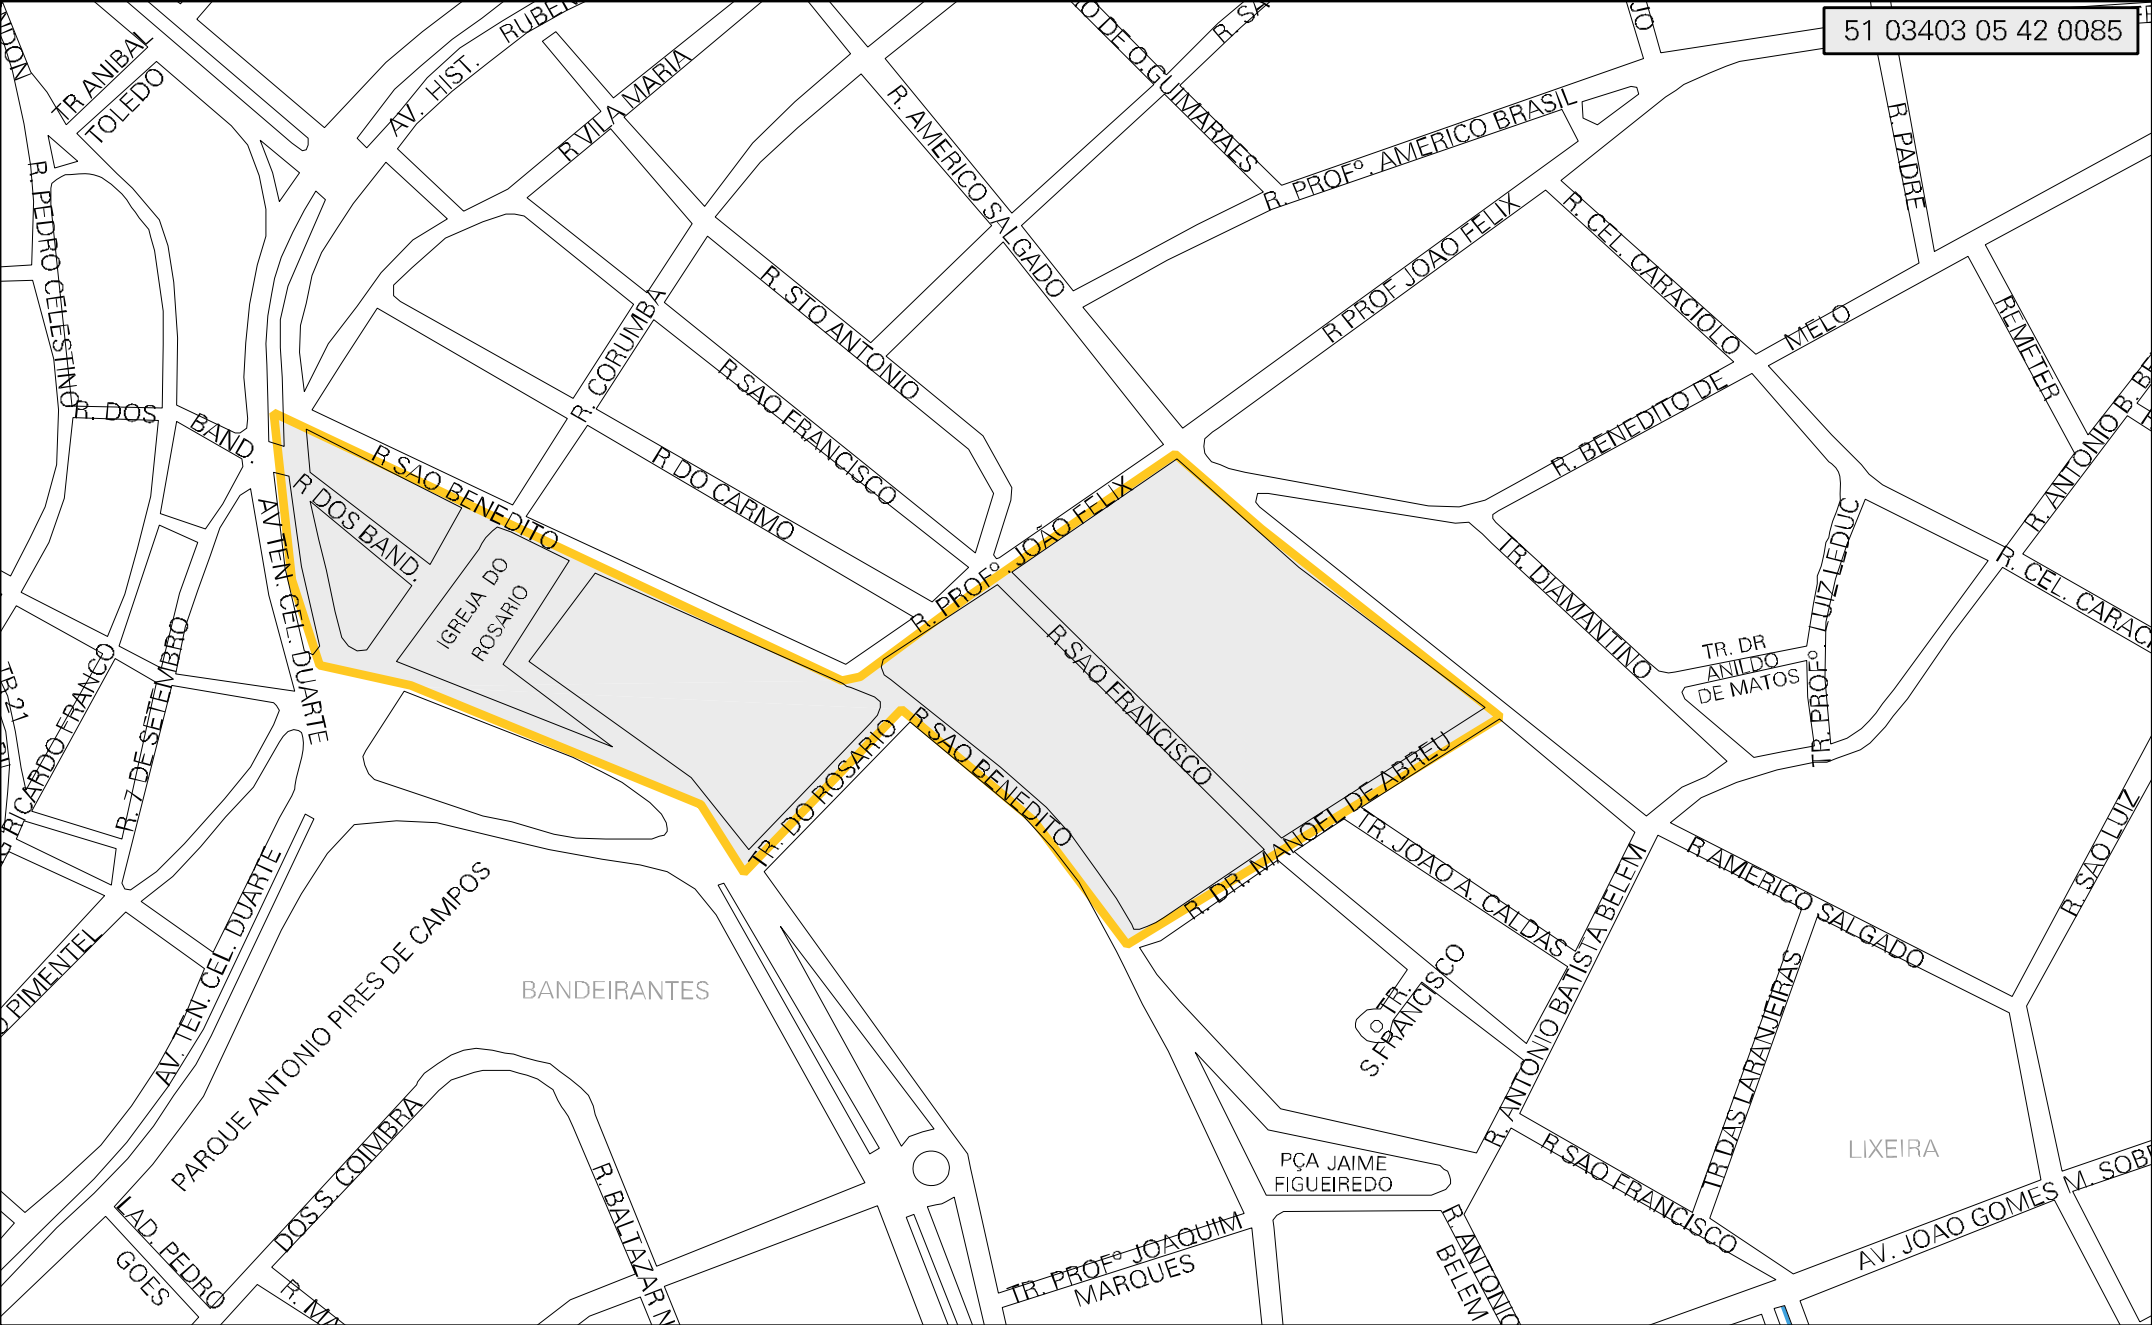 51 03403 05 42 0085
TR ANIBAL
TOLEDO
AV. HIST.
R VILA MARIA
R. AMERICO SALGADO
R. PROFº. AMERICO BRASIL
R. PADRE
R. PEDRO CELESTINO
R. CEL. CARACIOLO
R PROF JOAO FELIX
R. STO ANTONIO
R. CORUMBA
MELO
REMETER
R. BENEDITO DE
R. DOS
BAND.
R SAO FRANCISCO
R DO CARMO
R SAO BENEDITO
R DOS BAND.
AV TEN. CEL. DUARTE
IGREJA DO
ROSARIO
R. PROFº. JOÃO FELIX
R SAO FRANCISCO
TR. DIAMANTINO
TR. PROFº. LUIZ LEDUC
TR. DR
ANILDO
DE MATOS
R. CEL. CARACI
TR. 21
R. 7 DE SETEMBRO
RICARDO FRANCO
TR. DO ROSARIO
R SAO BENEDITO
R. DR. MANOEL DE ABREU
TR. JOAO A. CALDAS
R. ANTONIO BATISTA BELEM
R AMERICO SALGADO
R. SAO LUIZ
PIMENTEL
AV. TEN. CEL. DUARTE
PARQUE ANTONIO PIRES DE CAMPOS
BANDEIRANTES
TR.
S.FRANCISCO
TR DAS LARANJEIRAS
LIXEIRA
R SAO FRANCISCO
PÇA JAIME
FIGUEIREDO
LAD. PEDRO
GOES
DOS S. COIMBRA
R. BALTAZAR N
TR. PROFº JOAQUIM
MARQUES
R. ANTONIO
BELEM
AV. JOAO GOMES M. SOB